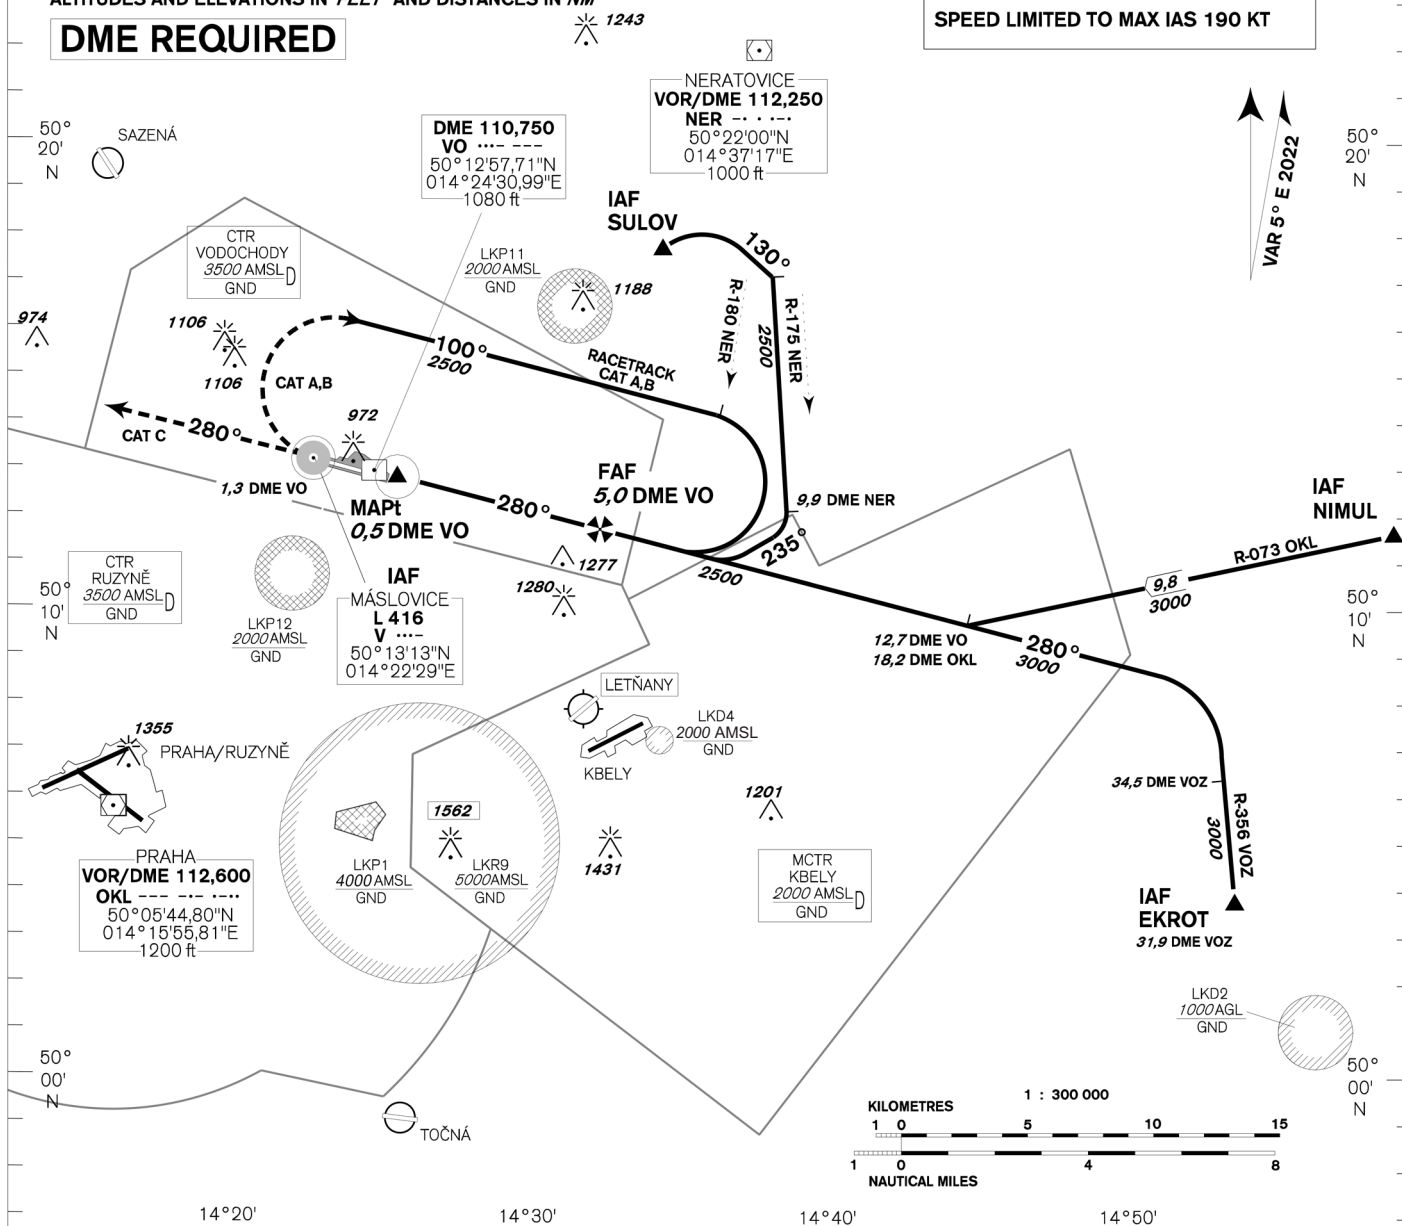 ALTITUDES AND ELEVATIONS IN FEET AND DISTANCES IN NM
DME REQUIRED
SPEED LIMITED TO MAX IAS 190 KT
1243
NERATOVICE
VOR/DME 112,250
NER -· · ·-·
50°22'00"N
014°37'17"E
1000 ft
DME 110,750
VO ···- ---
50°12'57,71"N
014°24'30,99"E
1080 ft
50°
20'
N
SAZENÁ
50°
20'
N
VAR 5° E 2022
IAF
SULOV
130°
CTR
VODOCHODY
3500 AMSL D
GND
LKP11
2000 AMSL
GND
1188
R-180 NER
2500
R-175 NER
974
1106
1106
100°
2500
RACETRACK
CAT A,B
CAT A,B
972
280°
CAT C
1,3 DME VO
MAPt
0,5 DME VO
280°
FAF
5,0 DME VO
9,9 DME NER
235°
2500
IAF
NIMUL
R-073 OKL
9,8
3000
CTR
RUZYNĚ
3500 AMSL D
GND
50°
10'
N
1277
1280
IAF
MÁSLOVICE
L 416
V ···-
50°13'13"N
014°22'29"E
LKP12
2000 AMSL
GND
12,7 DME VO
18,2 DME OKL
280°
3000
50°
10'
N
LETŇANY
LKD4
2000 AMSL
GND
KBELY
1355
PRAHA/RUZYNĚ
34,5 DME VOZ
R-356 VOZ
3000
1201
1562
1431
LKP1
4000 AMSL
GND
LKR9
5000 AMSL
GND
MCTR
KBELY
2000 AMSL D
GND
PRAHA
VOR/DME 112,600
OKL --- -·- ·-··
50°05'44,80"N
014°15'55,81"E
1200 ft
IAF
EKROT
31,9 DME VOZ
LKD2
1000 AGL
GND
50°
00'
N
50°
00'
N
TOČNÁ
1 : 300 000
KILOMETRES
1 0 5 10 15
1 0 4 8
NAUTICAL MILES
14°20'
14°30'
14°40'
14°50'